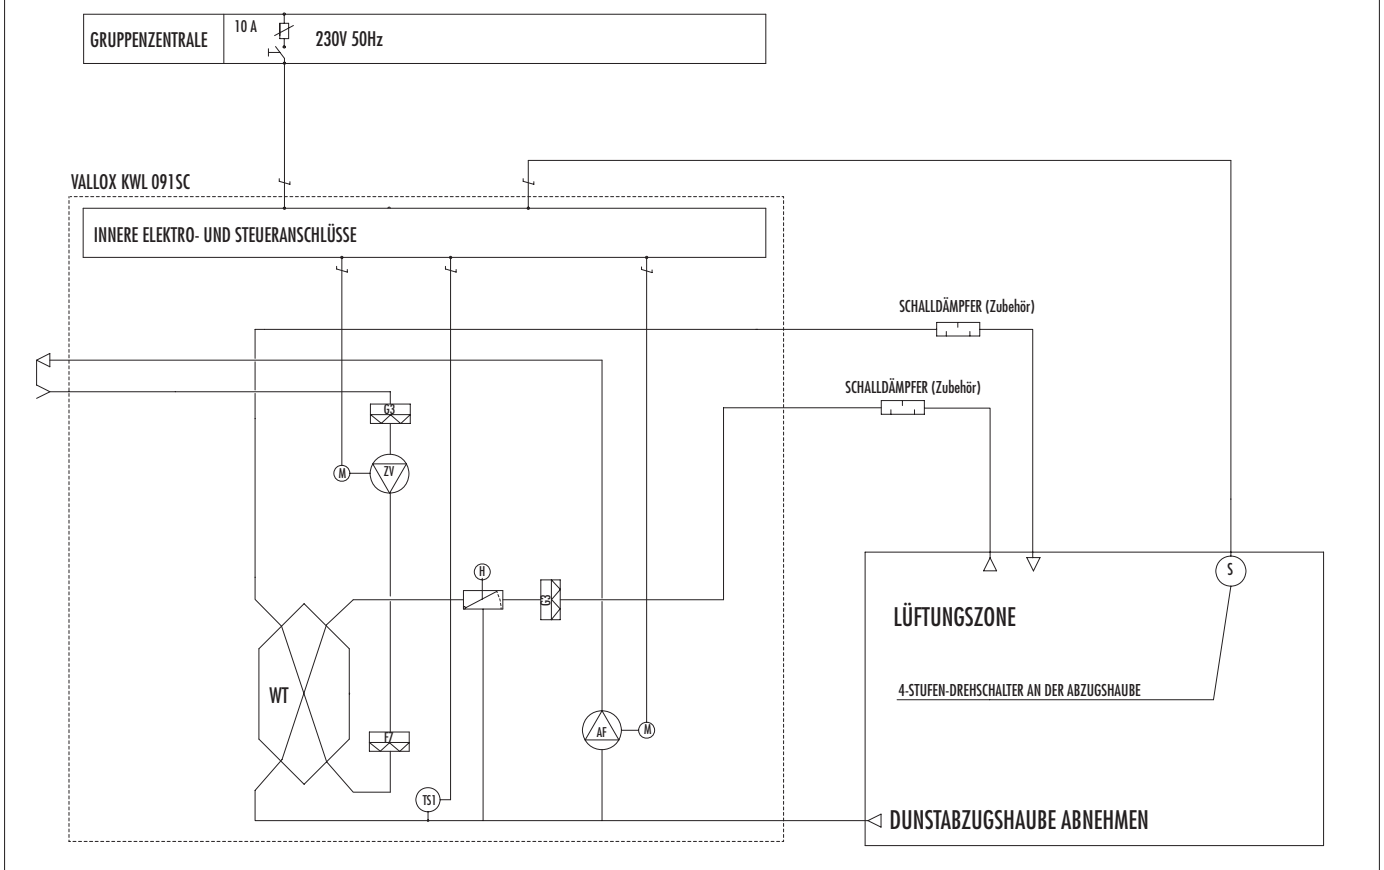 GRUPPENZENTRALE
10 A
230V 50Hz
VALLOX KWL 091SC
INNERE ELEKTRO- UND STEUERANSCHLÜSSE
SCHALLDÄMPFER (Zubehör)
SCHALLDÄMPFER (Zubehör)
G3
M
ZV
H
G3
S
LÜFTUNGSZONE
WT
4-STUFEN-DREHSCHALTER AN DER ABZUGSHAUBE
F7
AF
M
TS1
DUNSTABZUGSHAUBE ABNEHMEN